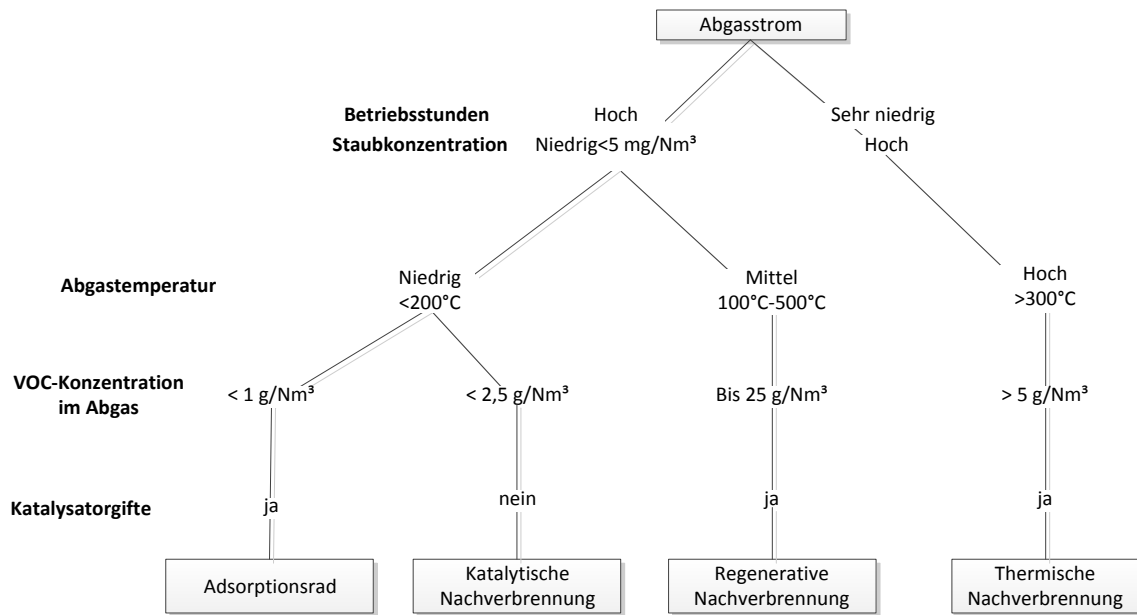 Abgasstrom
Betriebsstunden
Hoch
Sehr niedrig
Staubkonzentration
Niedrig<5 mg/Nm³
Hoch
Abgastemperatur
Niedrig
<200°C
Mittel
100°C-500°C
Hoch
>300°C
VOC-Konzentration
im Abgas
< 1 g/Nm³
< 2,5 g/Nm³
Bis 25 g/Nm³
> 5 g/Nm³
Katalysatorgifte
ja
nein
ja
ja
Adsorptionsrad
Katalytische
Nachverbrennung
Regenerative
Nachverbrennung
Thermische
Nachverbrennung